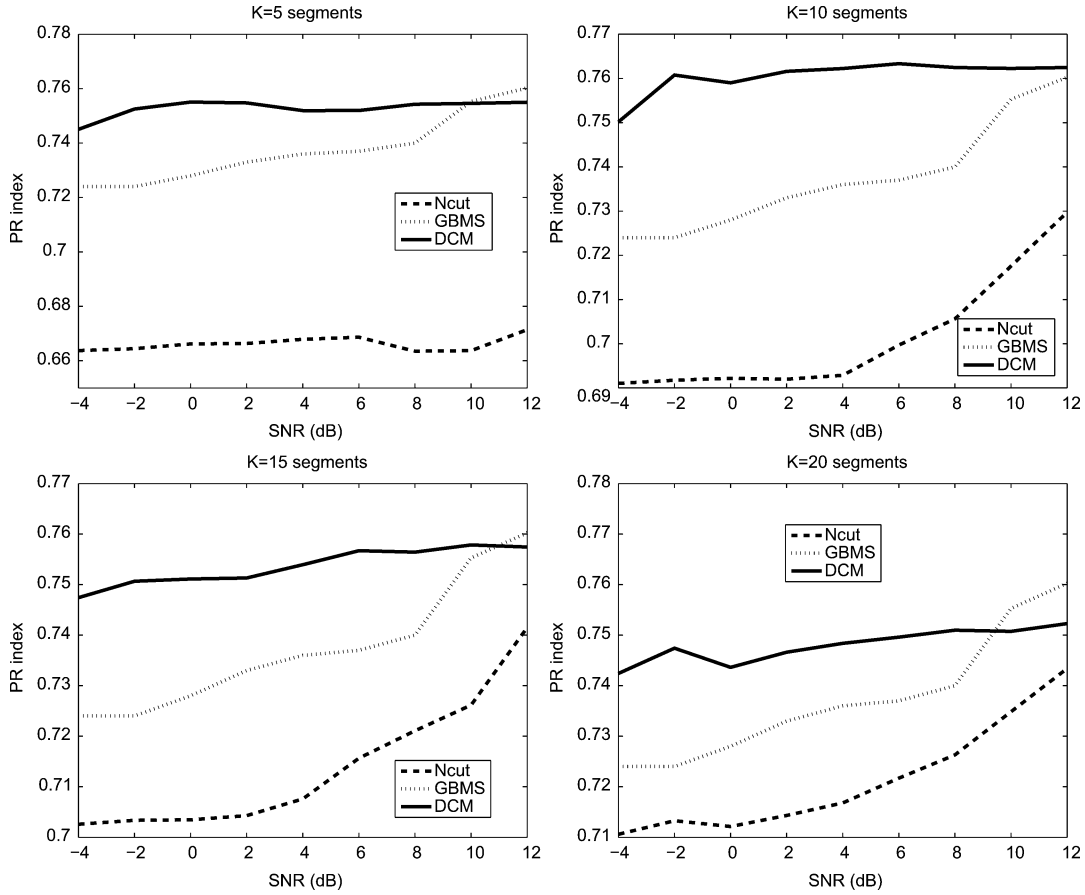 K=5 segments
0.78
0.76
0.74
0.72
0.7
0.68
0.66
PR index
Ncut
GBMS
DCM
−4 −2 0 2 4 6 8 10 12
SNR (dB)
K=10 segments
0.77
0.76
0.75
0.74
0.73
0.72
0.71
0.7
0.69
PR index
Ncut
GBMS
DCM
−4 −2 0 2 4 6 8 10 12
SNR (dB)
K=15 segments
0.77
0.76
0.75
0.74
0.73
0.72
0.71
0.7
PR index
Ncut
GBMS
DCM
−4 −2 0 2 4 6 8 10 12
SNR (dB)
K=20 segments
0.78
0.77
0.76
0.75
0.74
0.73
0.72
0.71
PR index
Ncut
GBMS
DCM
−4 −2 0 2 4 6 8 10 12
SNR (dB)